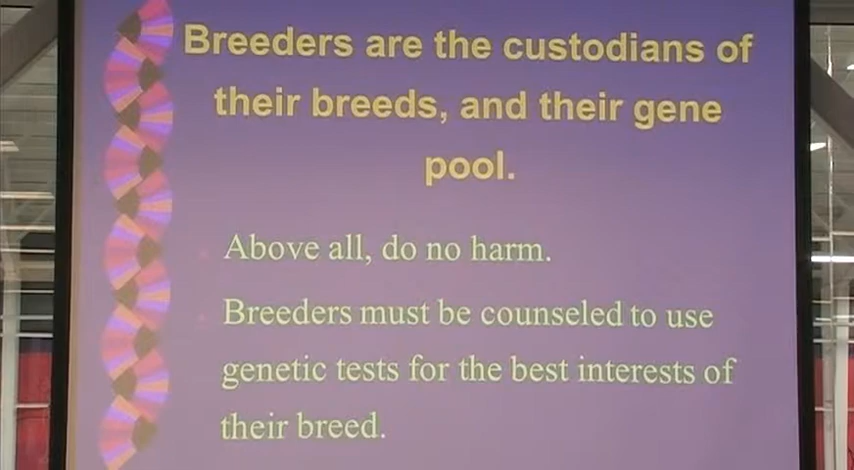 Breeders are the custodians of
their breeds, and their gene
pool.
Above all, do no harm.
Breeders must be counseled to use
genetic tests for the best interests of
their breed.